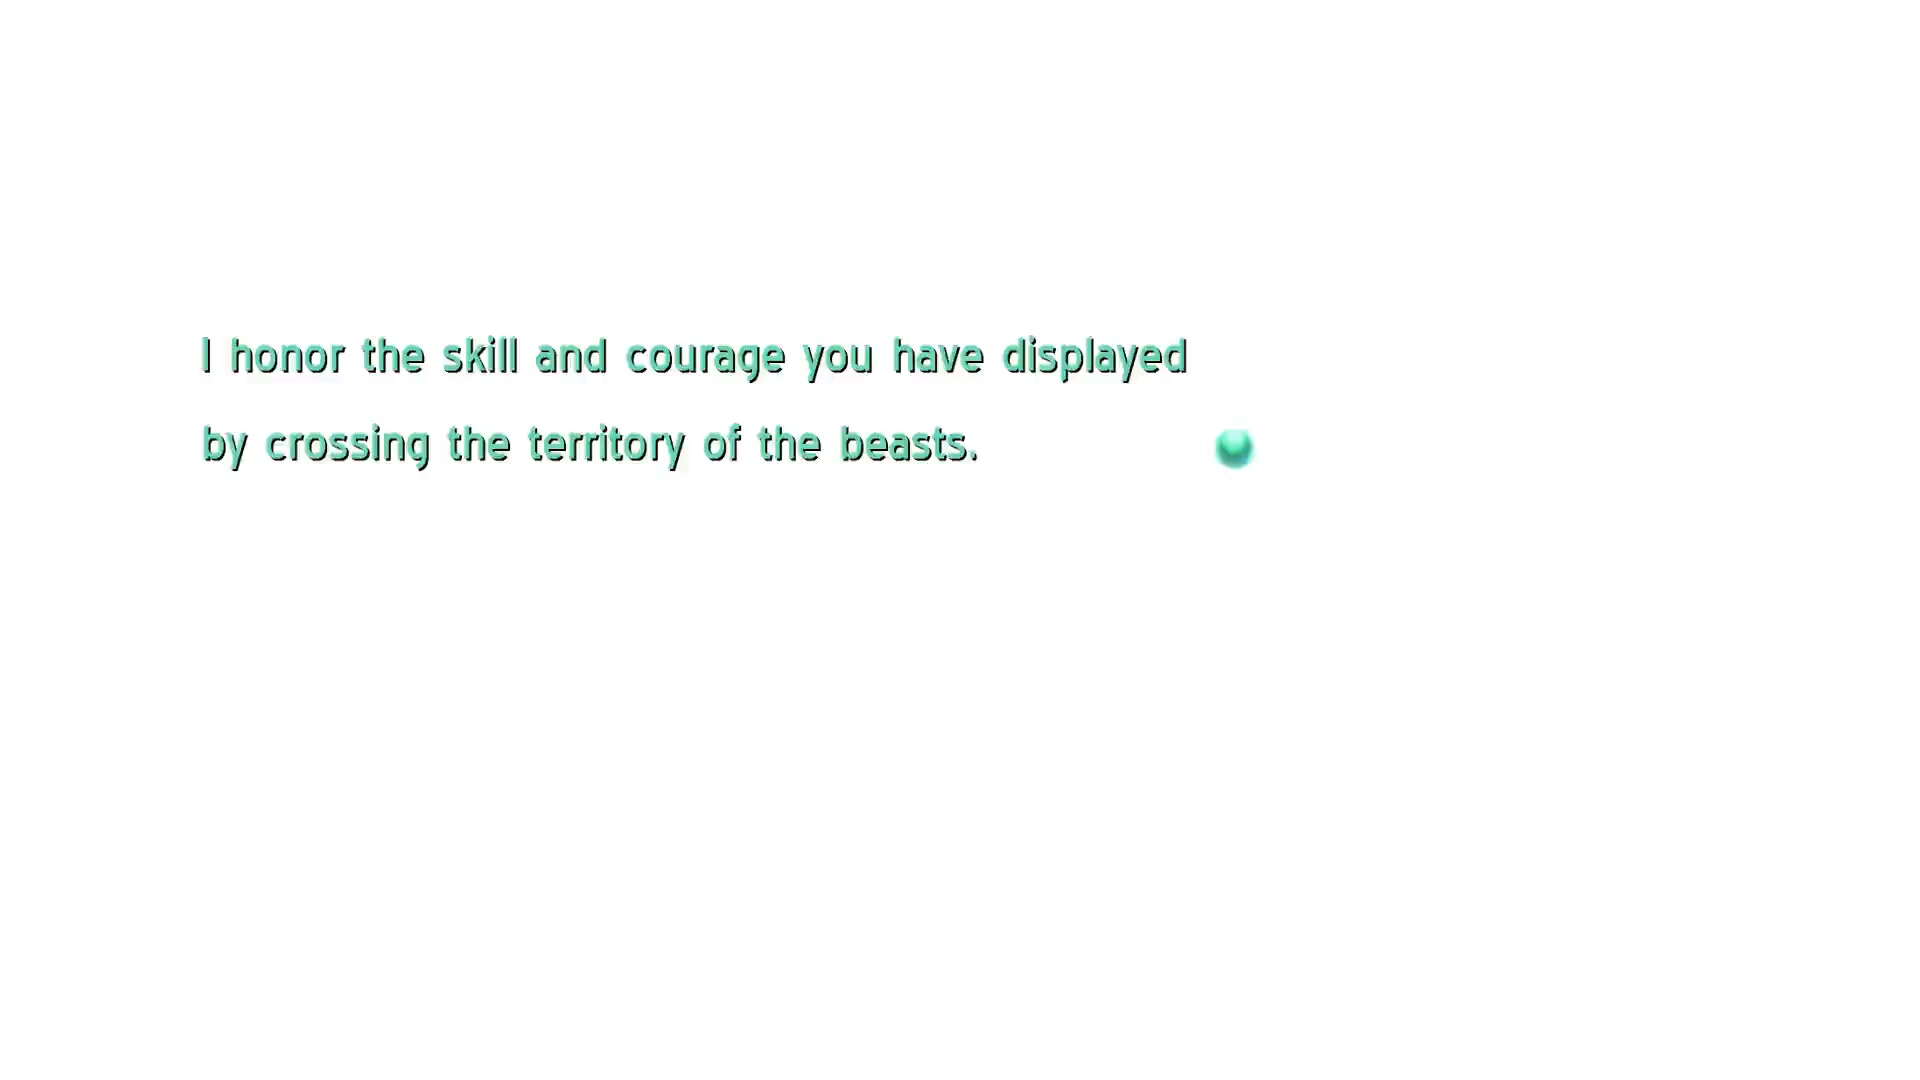 I honor the skill and courage you have displayed
by crossing the territory of the beasts.